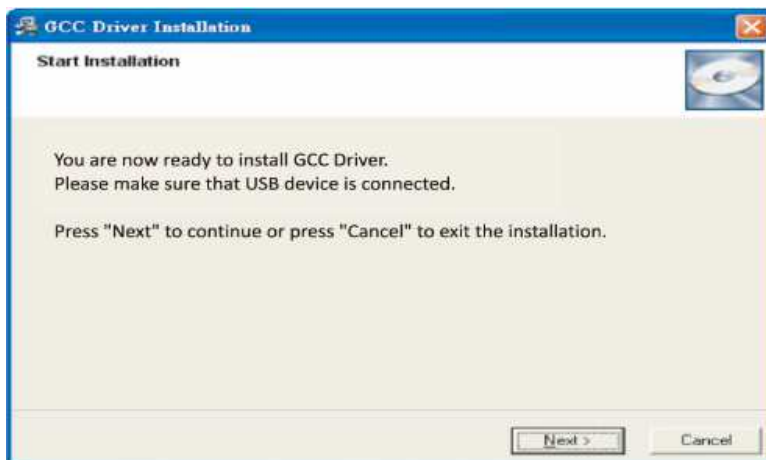 GCC Driver Installation
Start Installation
You are now ready to install GCC Driver.
Please make sure that USB device is connected.
Press "Next" to continue or press "Cancel" to exit the installation.
Next >
Cancel